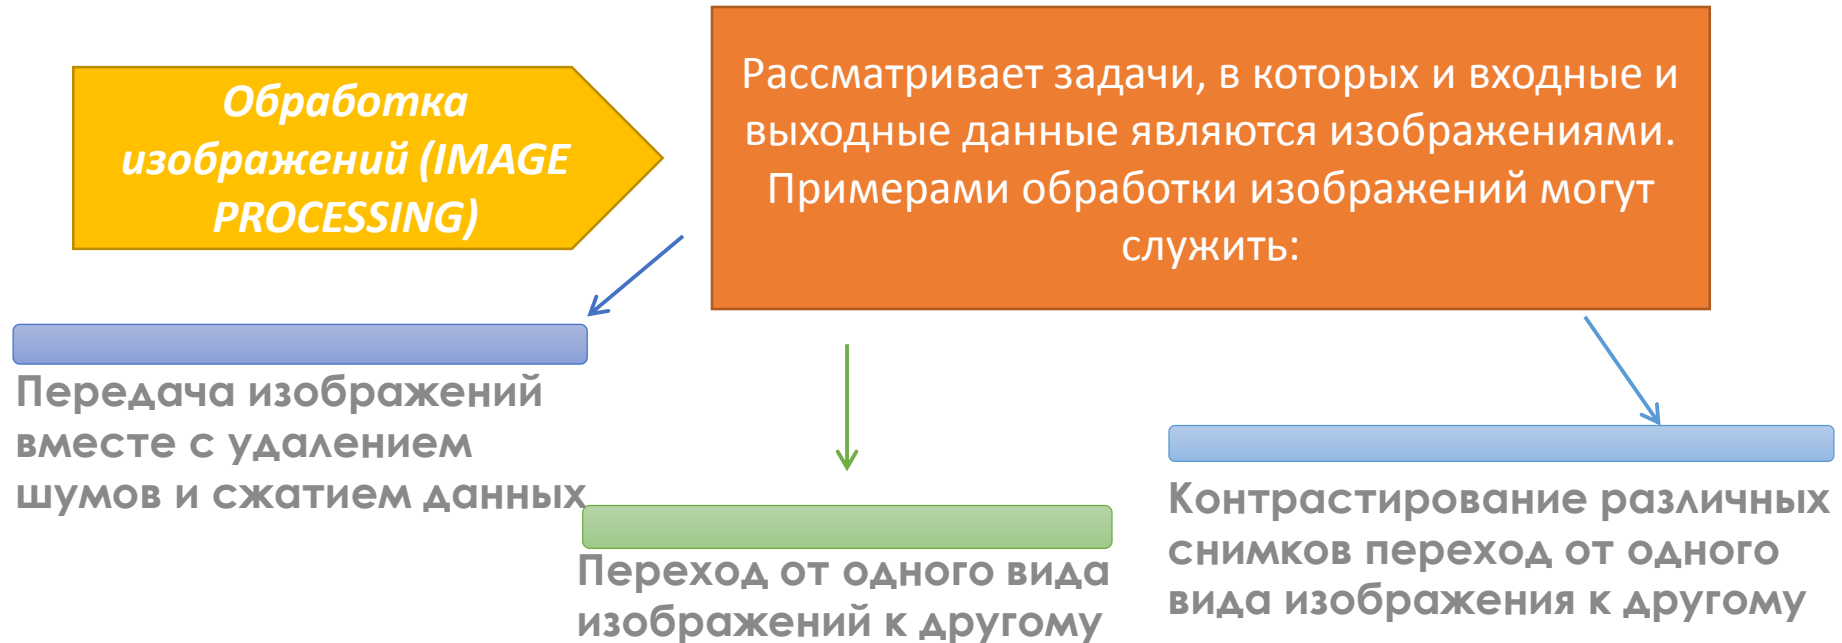 Обработка
изображений (IMAGE
PROCESSING)
Рассматривает задачи, в которых и входные и
выходные данные являются изображениями.
Примерами обработки изображений могут
служить:
Передача изображений
вместе с удалением
шумов и сжатием данных
Переход от одного вида
изображений к другому
Контрастирование различных
снимков переход от одного
вида изображения к другому